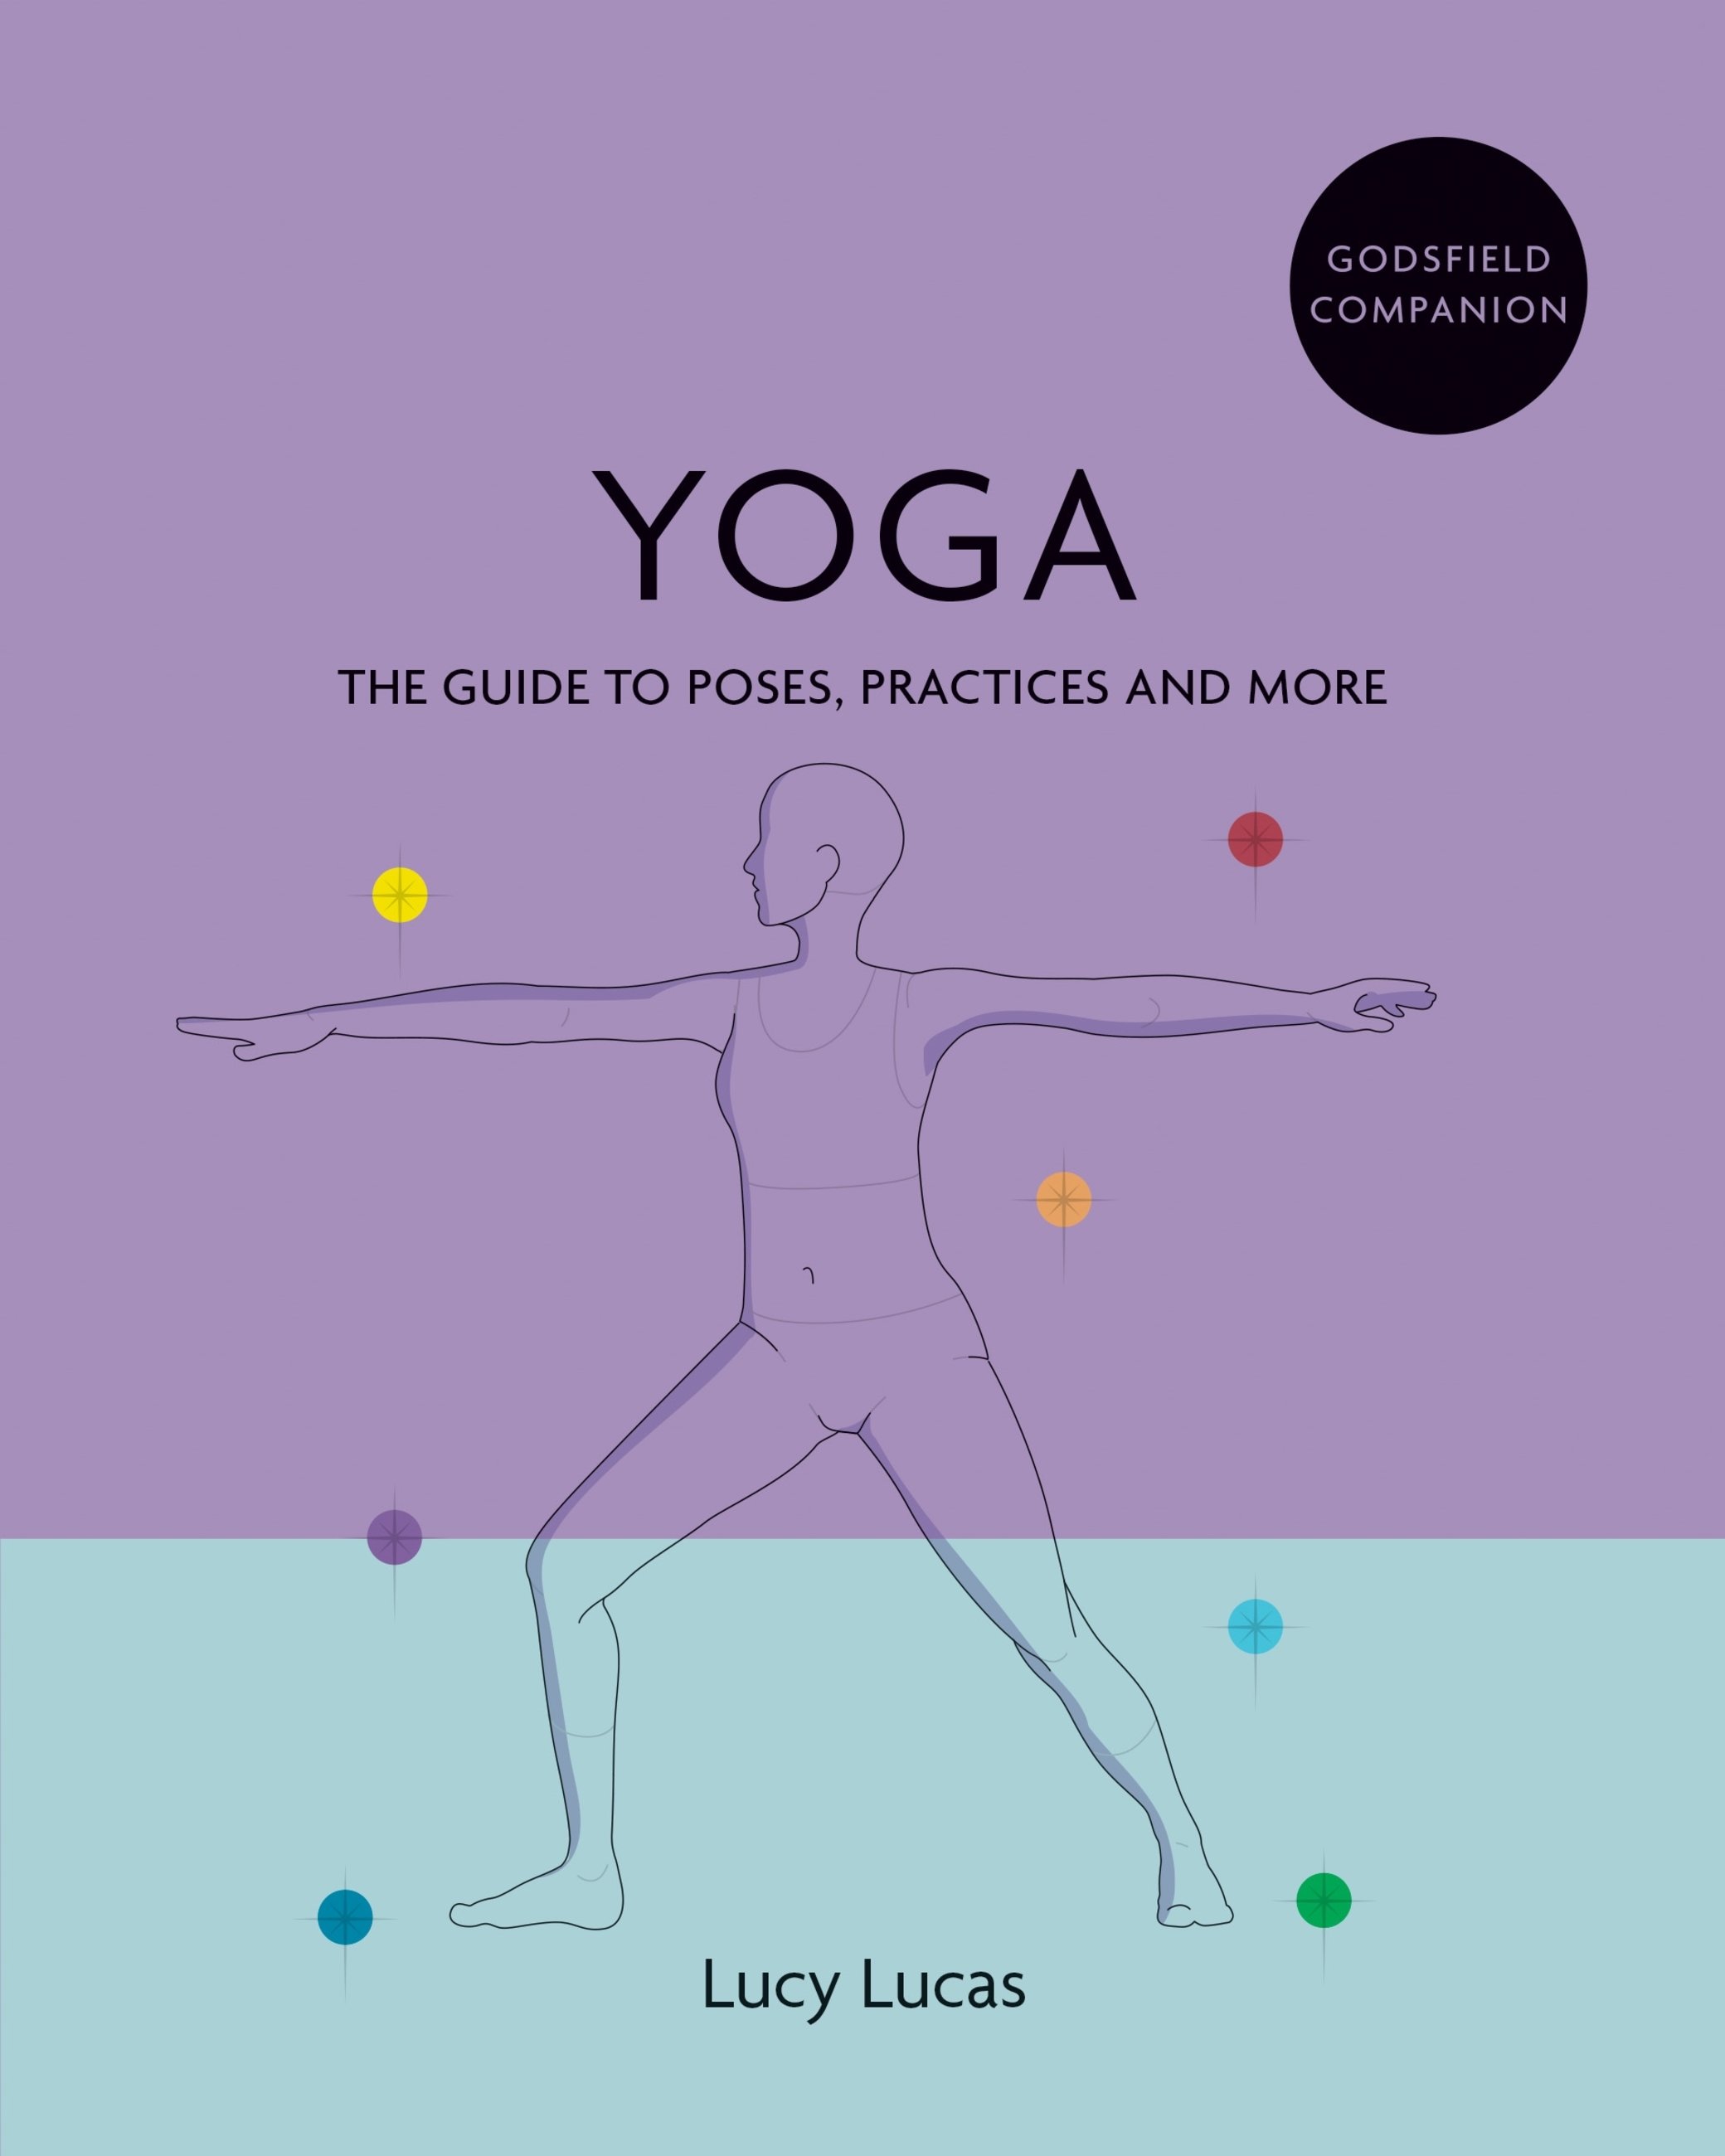 GODSFIELD
COMPANION
YOGA
THE GUIDE TO POSES, PRACTICES AND MORE
Lucy Lucas